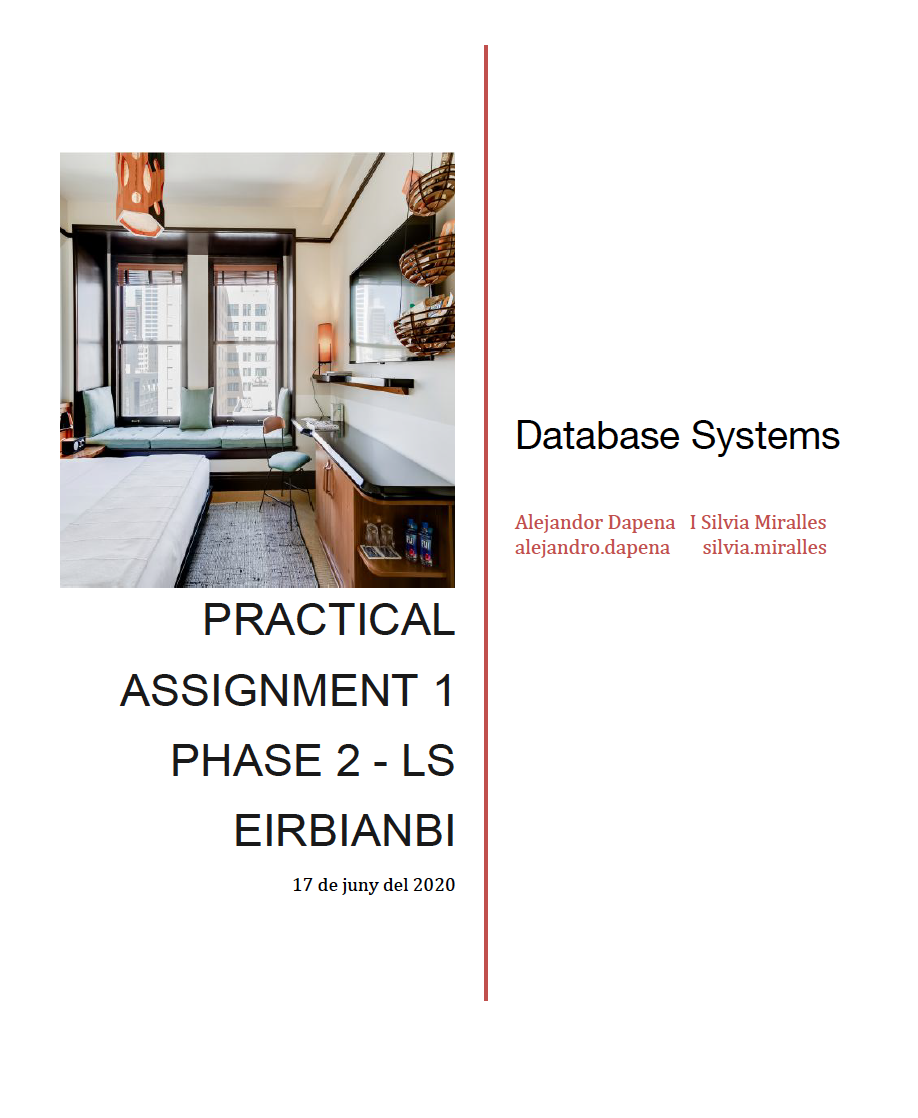 PRACTICAL
ASSIGNMENT 1
PHASE 2 - LS
EIRBIANBI
17 de juny del 2020
Database Systems
Alejandor Dapena I Silvia Miralles
alejandro.dapena silvia.miralles